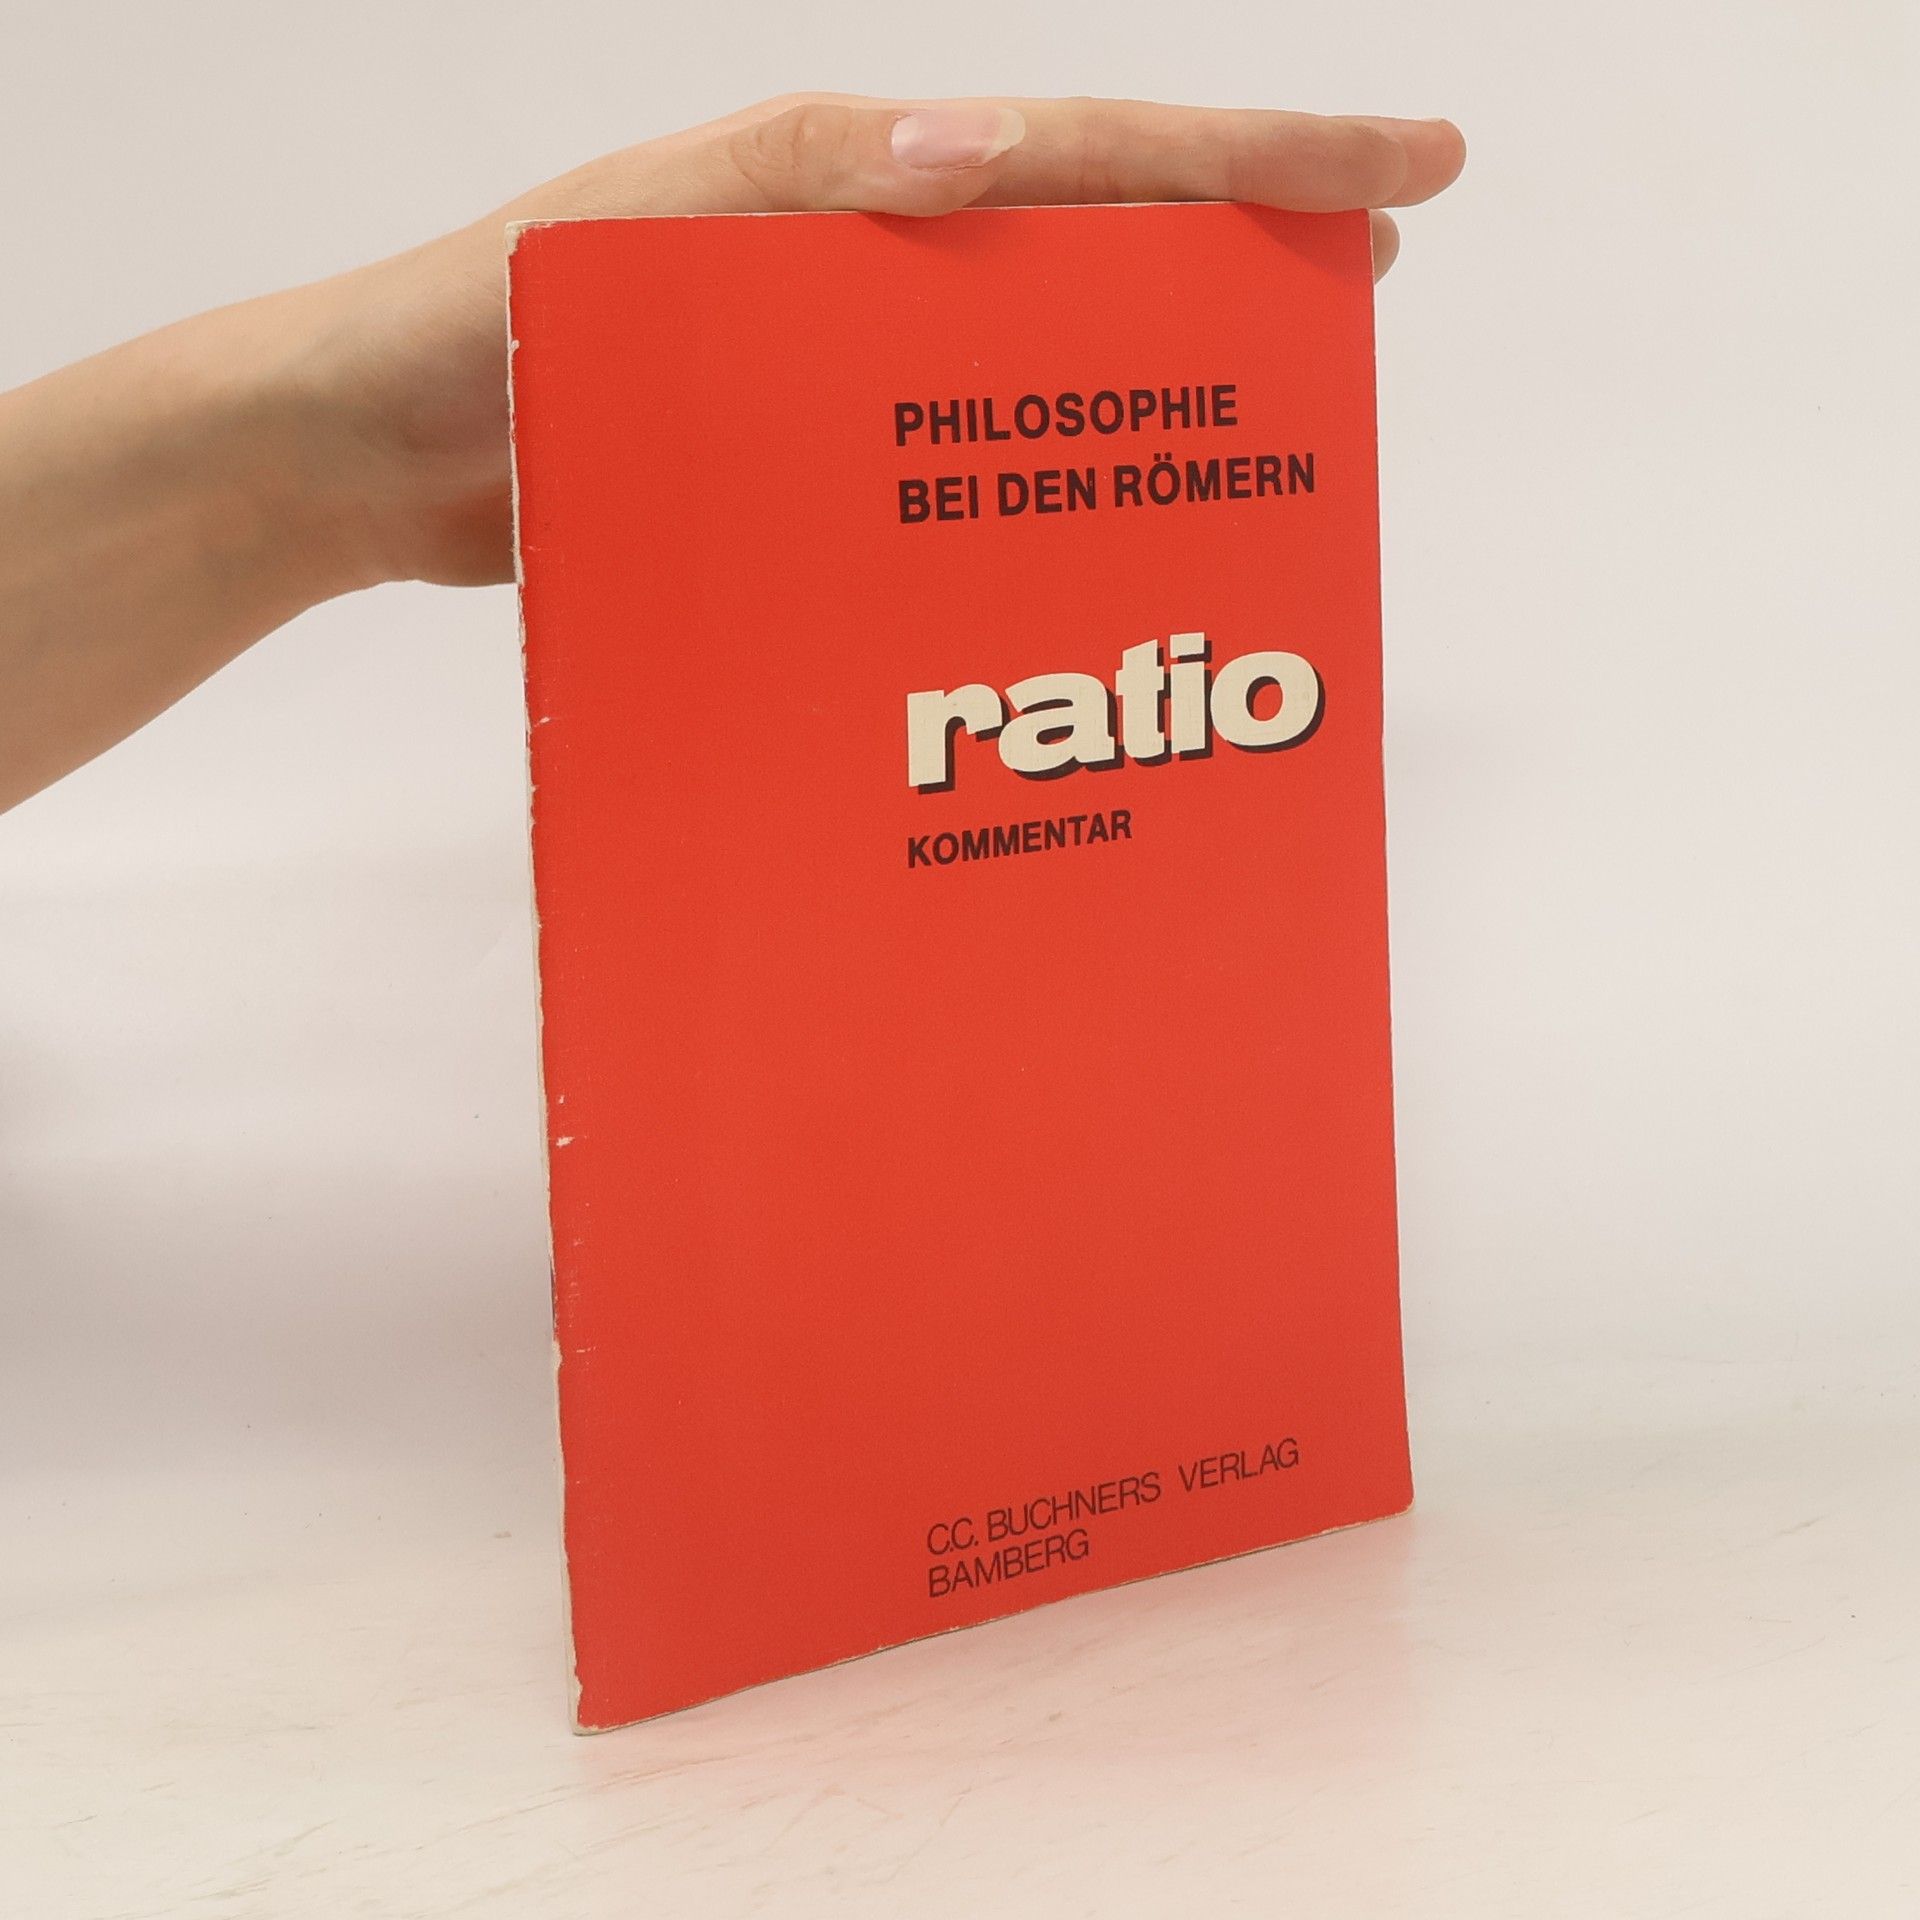 PHILOSOPHIE
BEI DEN RÖMERN
ratio
KOMMENTAR
C.C. BUCHNERS VERLAG
BAMBERG